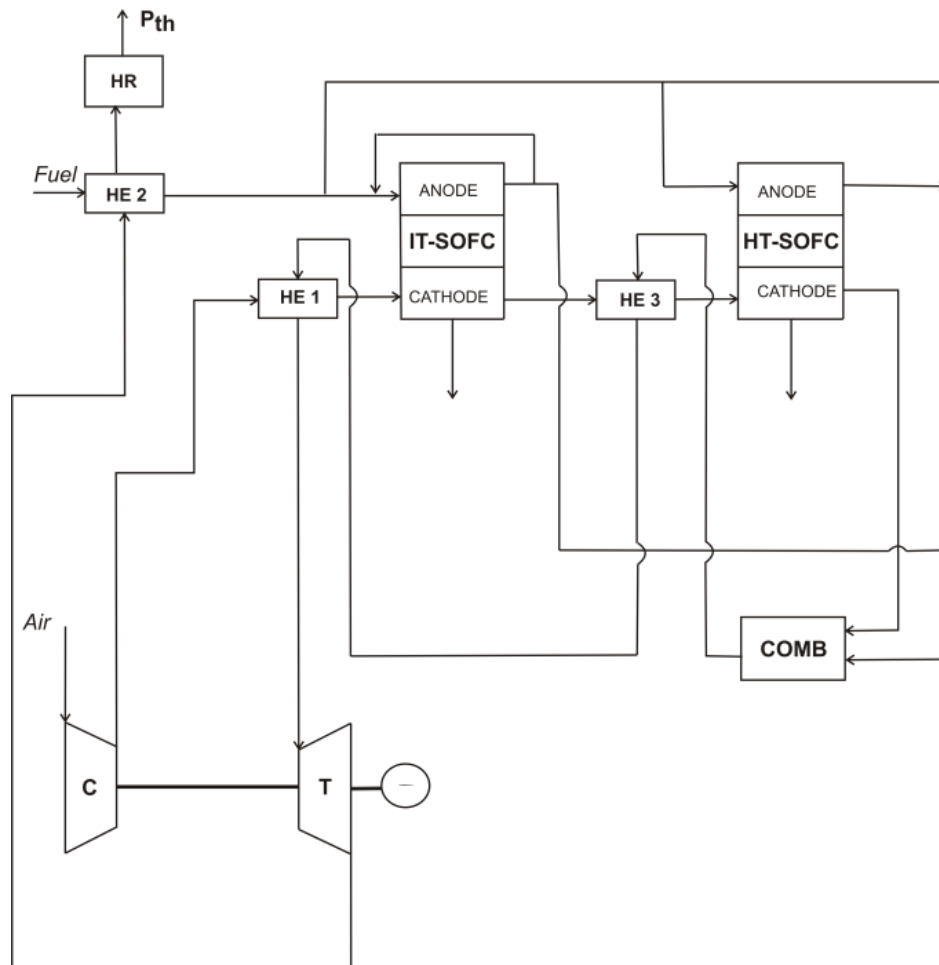 Pth
HR
Fuel
HE 2
ANODE
IT-SOFC
CATHODE
ANODE
HT-SOFC
CATHODE
HE 1
HE 3
Air
COMB
C
T